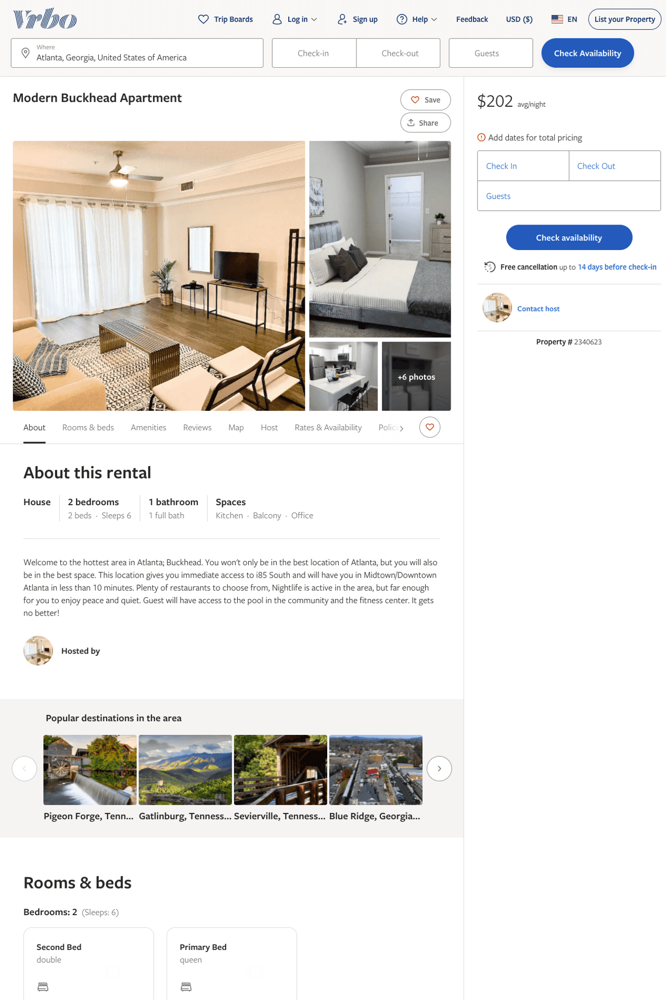 Vrbo
Trip Boards
Log in
Sign up
Help
Feedback
USD ($)
EN
List your Property
Where
Atlanta, Georgia, United States of America
Check-in
Check-out
Guests
Check Availability
Modern Buckhead Apartment
Save
Share
$202 avg/night
Add dates for total pricing
Check In
Check Out
Guests
Check availability
Free cancellation up to 14 days before check-in
Contact host
Property # 2340623
+6 photos
About
Rooms & beds
Amenities
Reviews
Map
Host
Rates & Availability
Polici
About this rental
House
2 bedrooms
2 beds · Sleeps 6
1 bathroom
1 full bath
Spaces
Kitchen · Balcony · Office
Welcome to the hottest area in Atlanta; Buckhead. You won't only be in the best location of Atlanta, but you will also
be in the best space. This location gives you immediate access to i85 South and will have you in Midtown/Downtown
Atlanta in less than 10 minutes. Plenty of restaurants to choose from, Nightlife is active in the area, but far enough
for you to enjoy peace and quiet. Guest will have access to the pool in the community and the fitness center. It gets
no better!
Hosted by
Popular destinations in the area
Pigeon Forge, Tenn...
Gatlinburg, Tenness...
Sevierville, Tenness...
Blue Ridge, Georgia...
Rooms & beds
Bedrooms: 2 (Sleeps: 6)
Second Bed
double
Primary Bed
queen